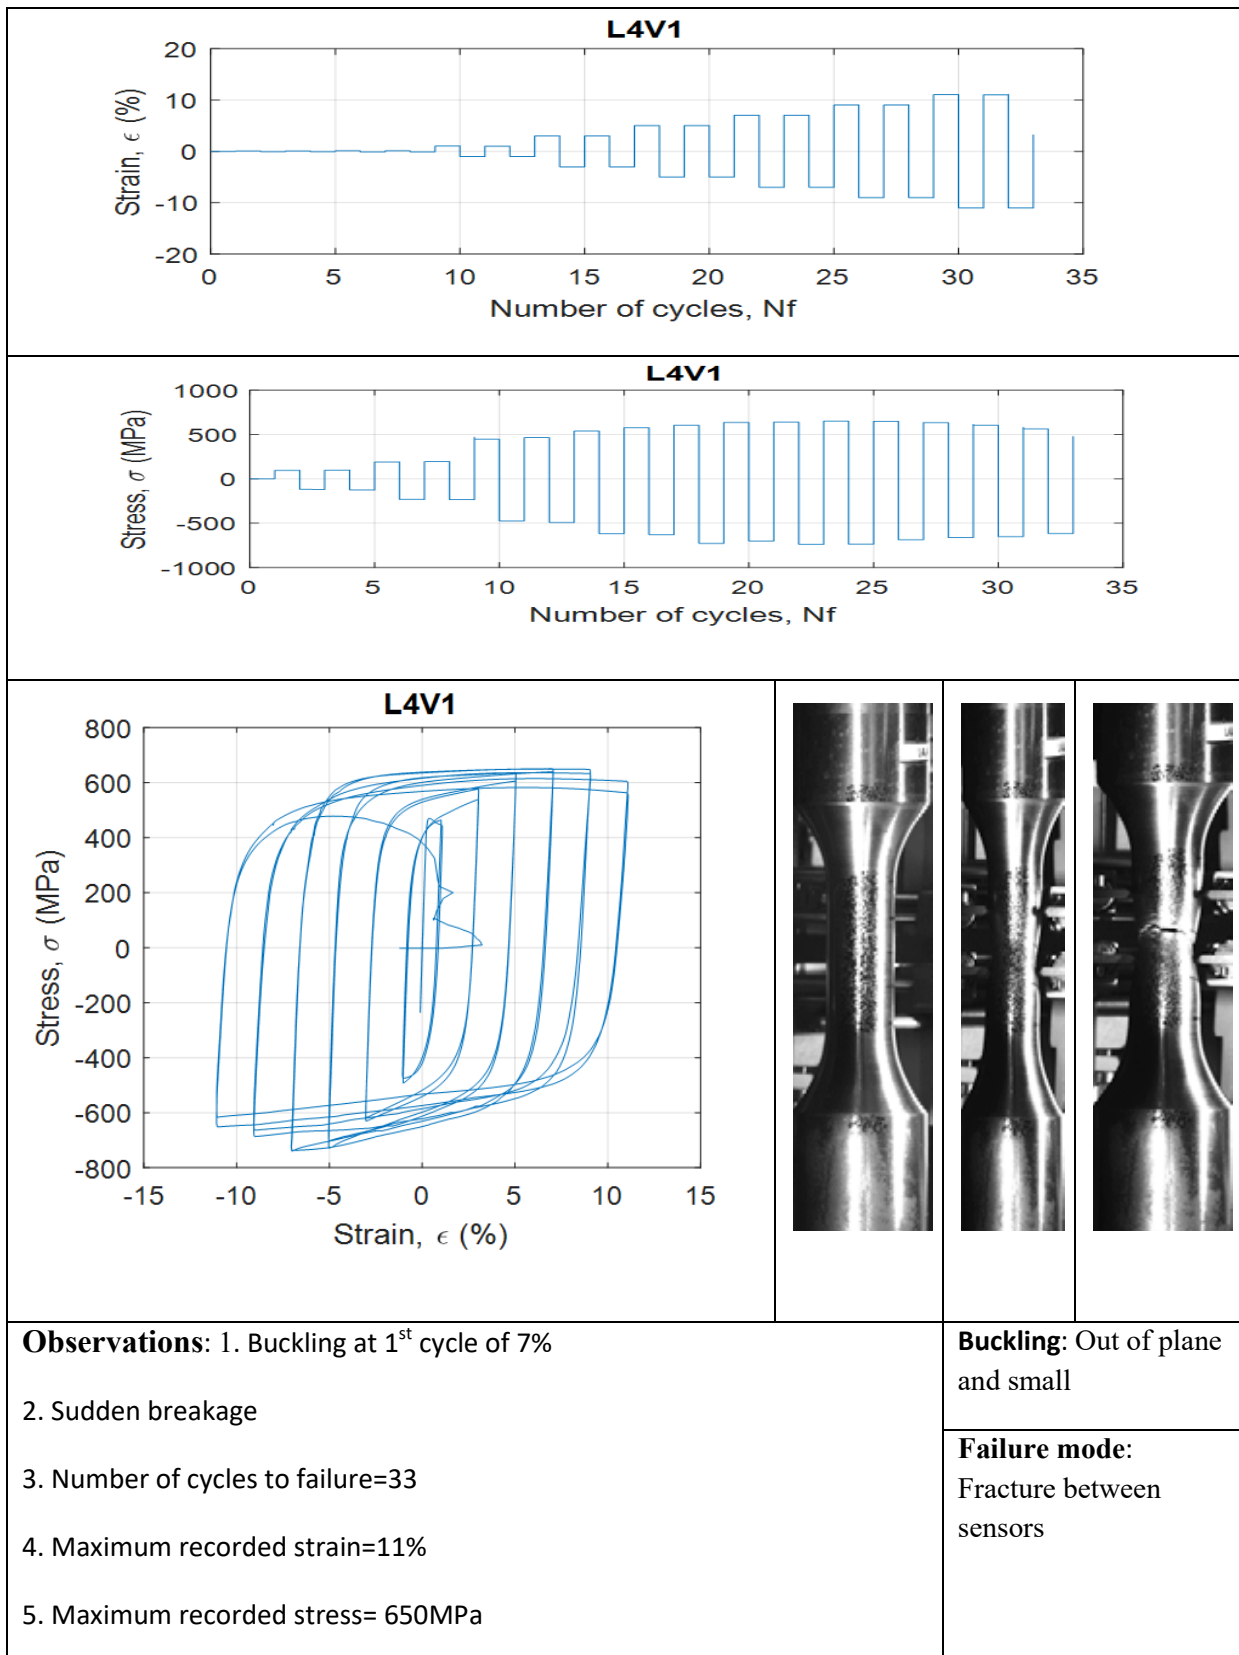 L4V1
20
10
0
-10
-20
Strain, ϵ (%)
0 5 10 15 20 25 30 35
Number of cycles, Nf
L4V1
1000
500
0
-500
-1000
Stress, σ (MPa)
0 5 10 15 20 25 30 35
Number of cycles, Nf
L4V1
800
600
400
200
0
-200
-400
-600
-800
Stress, σ (MPa)
-15 -10 -5 0 5 10 15
Strain, ϵ (%)
Observations: 1. Buckling at 1st cycle of 7%
2. Sudden breakage
3. Number of cycles to failure=33
4. Maximum recorded strain=11%
5. Maximum recorded stress= 650MPa
Buckling: Out of plane
and small
Failure mode:
Fracture between
sensors